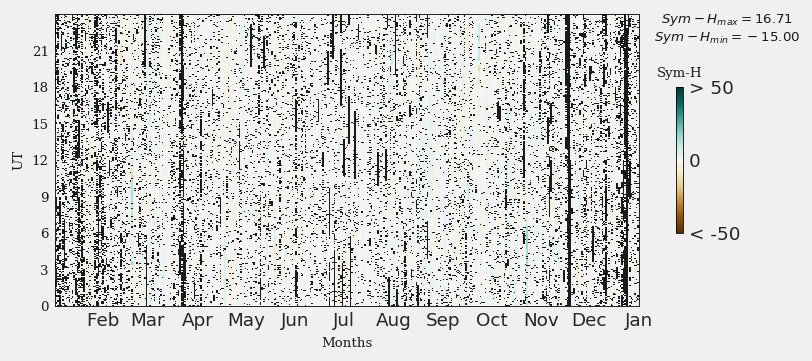 Sym−H_max = 16.71
Sym−H_min = −15.00
Sym-H
> 50
0
< -50
UT
21
18
15
12
9
6
3
0
Feb Mar Apr May Jun Jul Aug Sep Oct Nov Dec Jan
Months